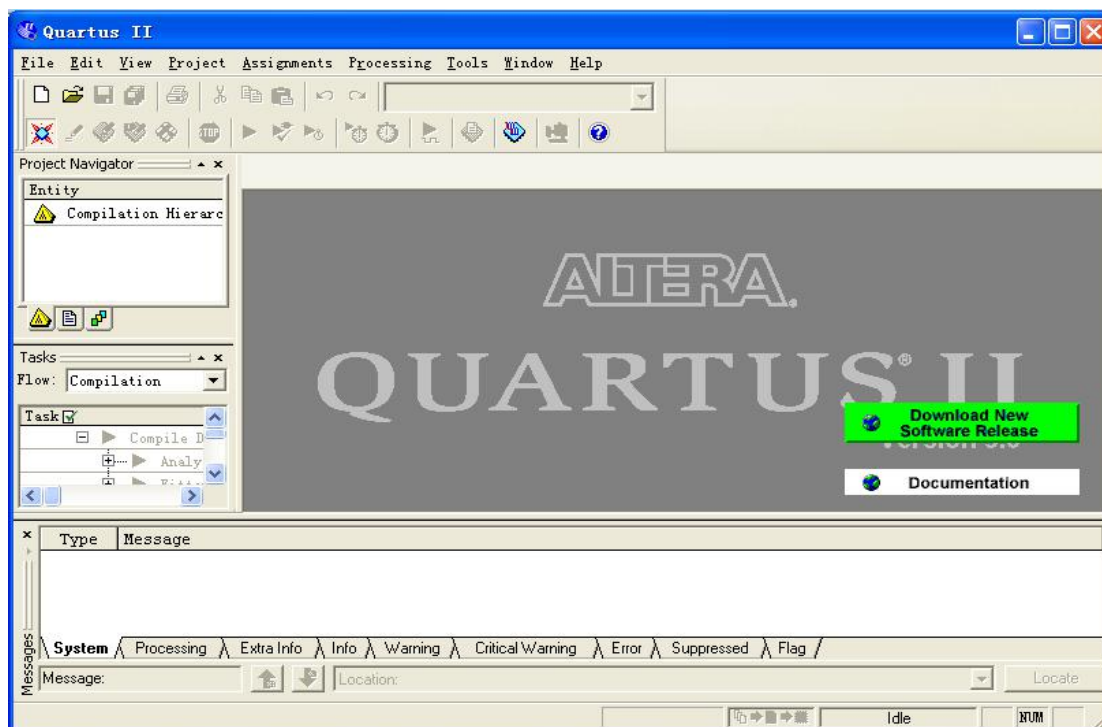 Quartus II
File Edit View Project Assignments Processing Tools Window Help
STOP
Project Navigator
Entity
Compilation Hierarc
ALTERA
QUARTUS® II
Tasks
Flow: Compilation
Task
Compile D
Analy
Download New
Software Release
Documentation
Type Message
Messages
System Processing Extra Info Info Warning Critical Warning Error Suppressed Flag
Message: Location: Locate
Idle NUM